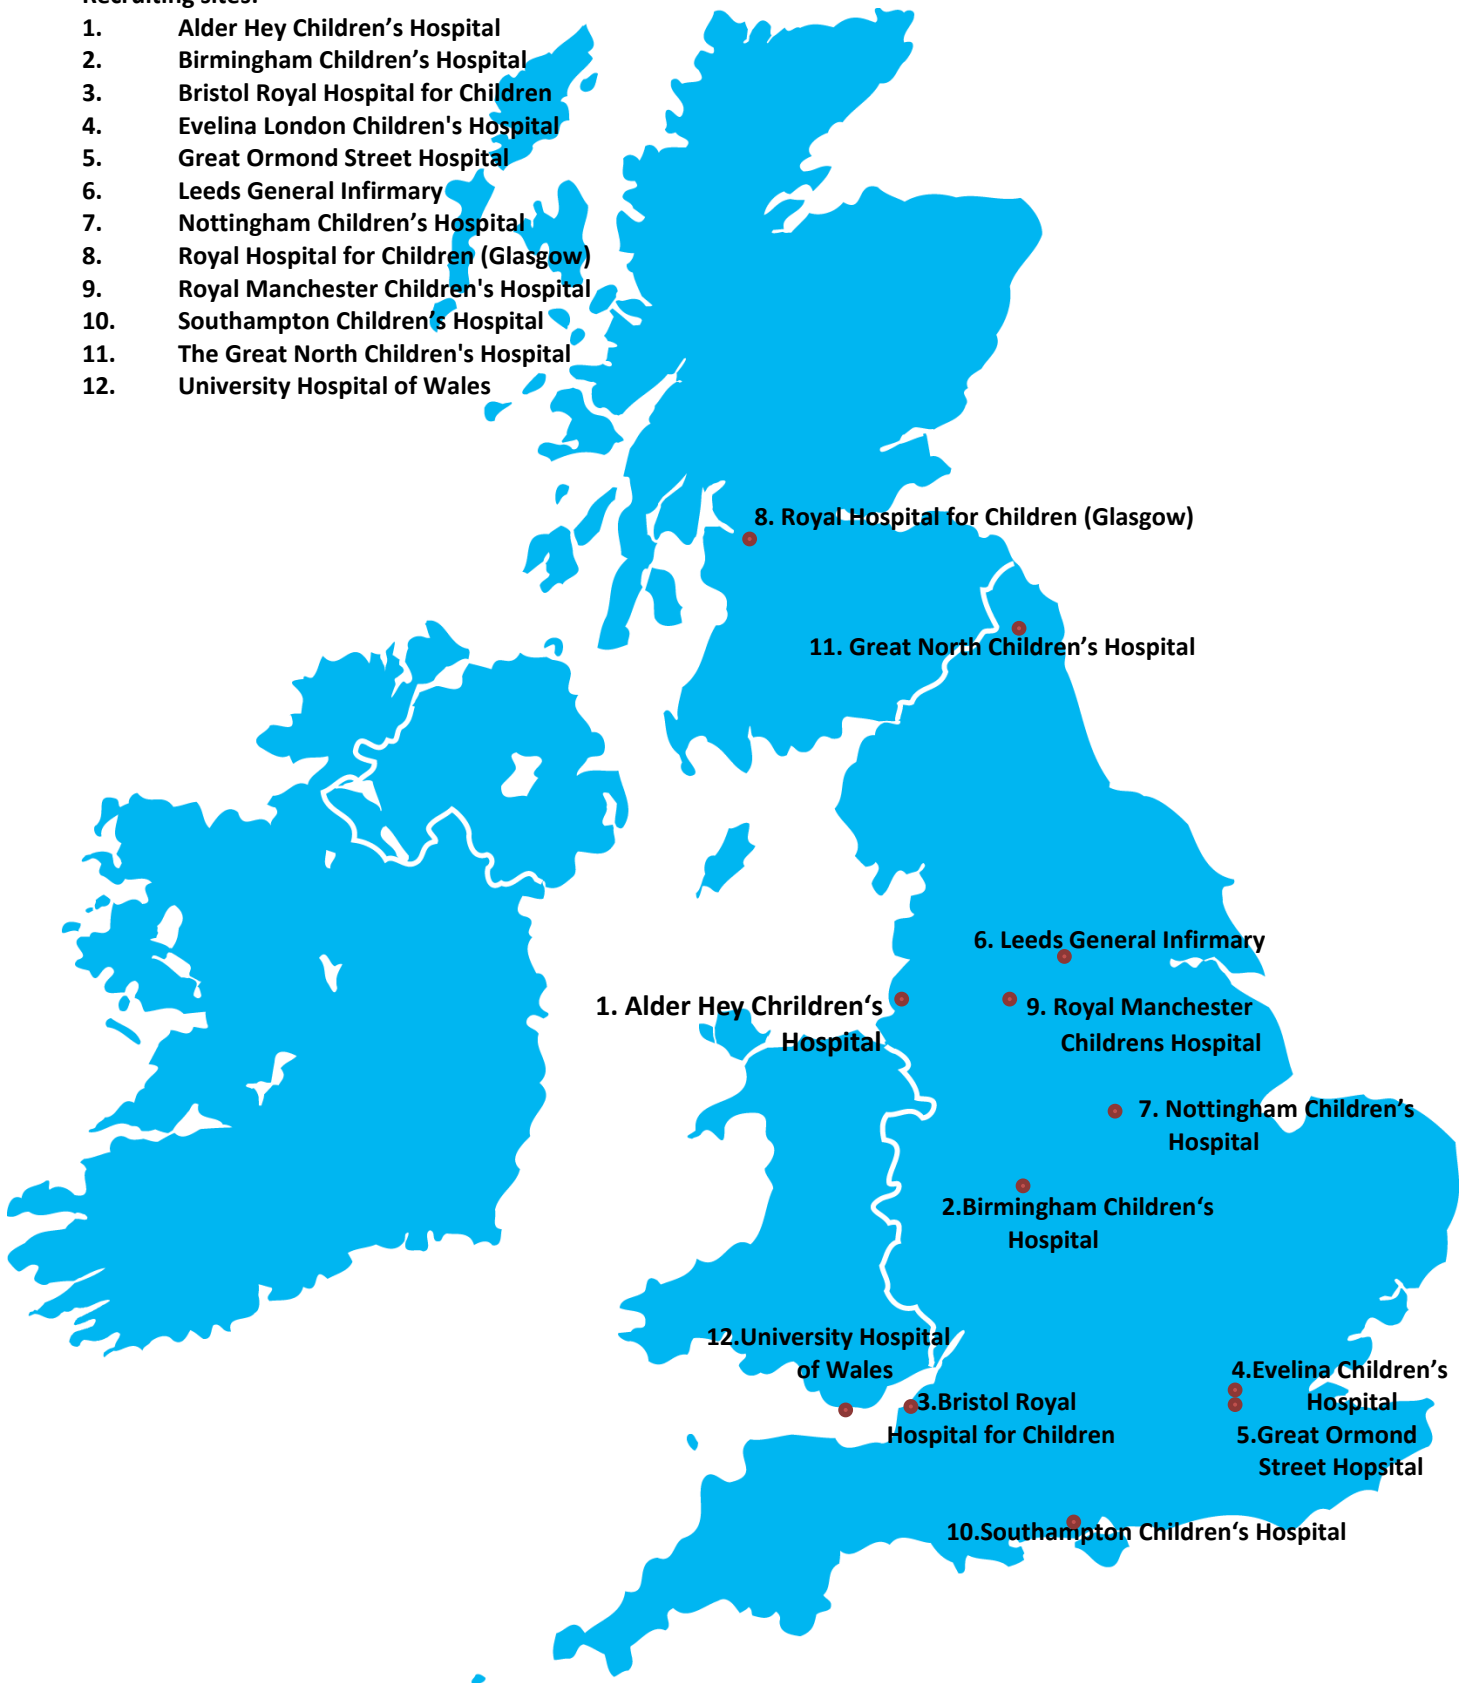 Recruiting sites:
1. Alder Hey Children’s Hospital
2. Birmingham Children’s Hospital
3. Bristol Royal Hospital for Children
4. Evelina London Children's Hospital
5. Great Ormond Street Hospital
6. Leeds General Infirmary
7. Nottingham Children’s Hospital
8. Royal Hospital for Children (Glasgow)
9. Royal Manchester Children's Hospital
10. Southampton Children’s Hospital
11. The Great North Children's Hospital
12. University Hospital of Wales
8. Royal Hospital for Children (Glasgow)
11. Great North Children’s Hospital
6. Leeds General Infirmary
1. Alder Hey Chrildren‘s
Hospital
9. Royal Manchester
Childrens Hospital
7. Nottingham Children’s
Hospital
2.Birmingham Children‘s
Hospital
12.University Hospital
of Wales
4.Evelina Children’s
Hospital
3.Bristol Royal
Hospital for Children
5.Great Ormond
Street Hopsital
10.Southampton Children‘s Hospital